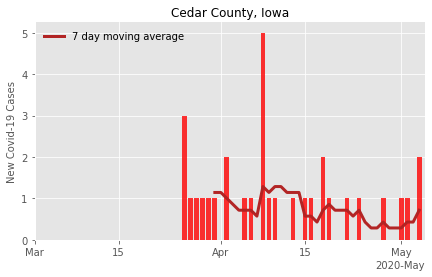 Cedar County, Iowa
7 day moving average
New Covid-19 Cases
5
4
3
2
1
0
Mar 15 Apr 15 May
2020-May